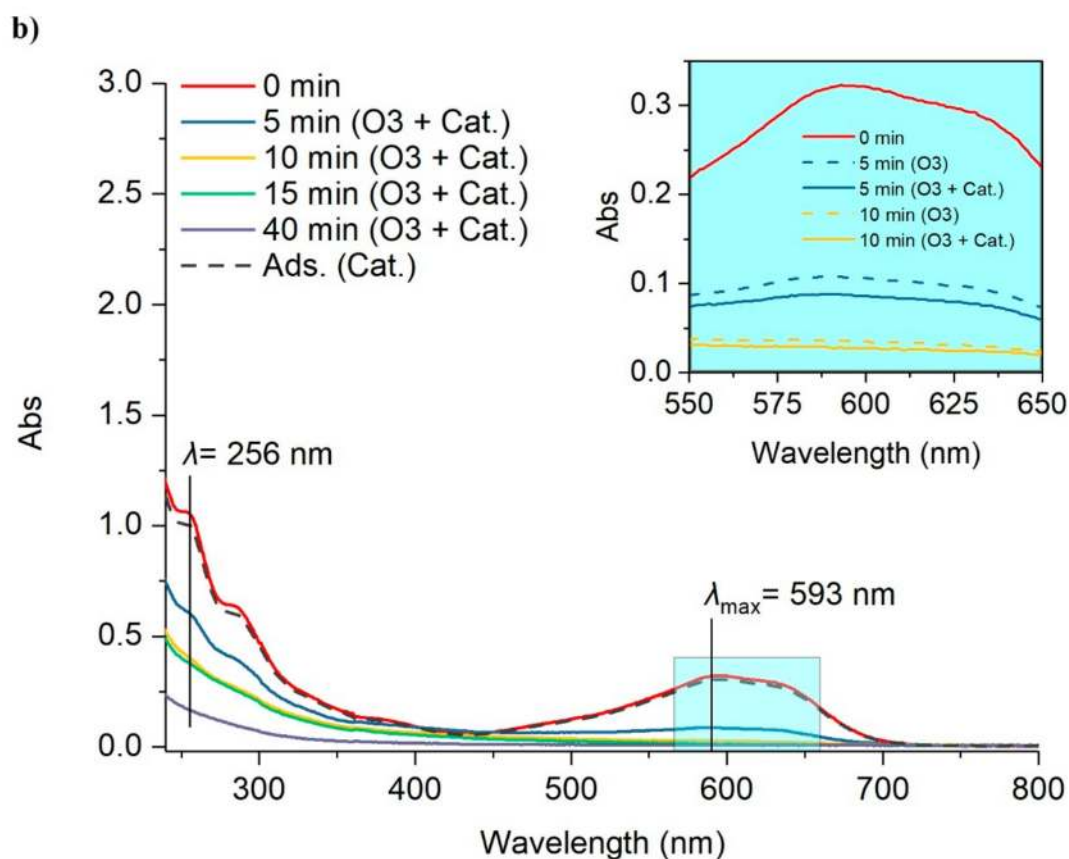 b)
3.0
2.5
2.0
1.5
1.0
0.5
0.0
Abs
0 min
5 min (O3 + Cat.)
10 min (O3 + Cat.)
15 min (O3 + Cat.)
40 min (O3 + Cat.)
Ads. (Cat.)
λ= 256 nm
λmax= 593 nm
300
400
500
600
700
800
Wavelength (nm)
0.3
0.2
0.1
0.0
Abs
0 min
5 min (O3)
5 min (O3 + Cat.)
10 min (O3)
10 min (O3 + Cat.)
550
575
600
625
650
Wavelength (nm)